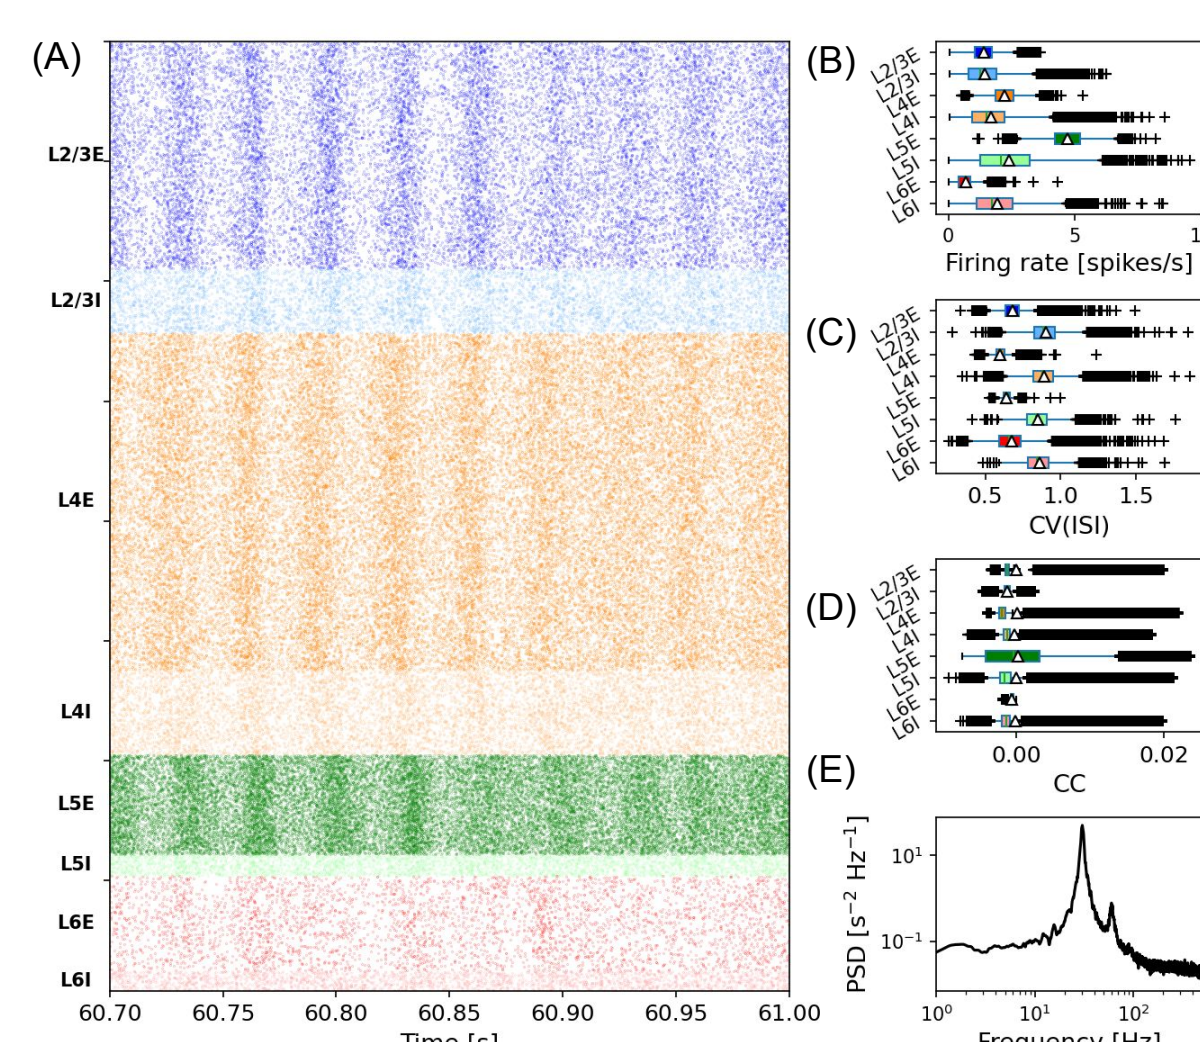 (A)
L2/3E
L2/3I
L4E
L4I
L5E
L5I
L6E
L6I
60.70 60.75 60.80 60.85 60.90 60.95 61.00
Time [s]
(B)
L2/3E
L2/3I
L4E
L4I
L5E
L5I
L6E
L6I
0 5 1
Firing rate [spikes/s]
(C)
L2/3E
L2/3I
L4E
L4I
L5E
L5I
L6E
L6I
0.5 1.0 1.5
CV(ISI)
(D)
L2/3E
L2/3I
L4E
L4I
L5E
L5I
L6E
L6I
0.00 0.02
CC
(E)
PSD [s⁻² Hz⁻¹]
10¹
10⁻¹
10⁰ 10¹ 10²
Frequency [Hz]